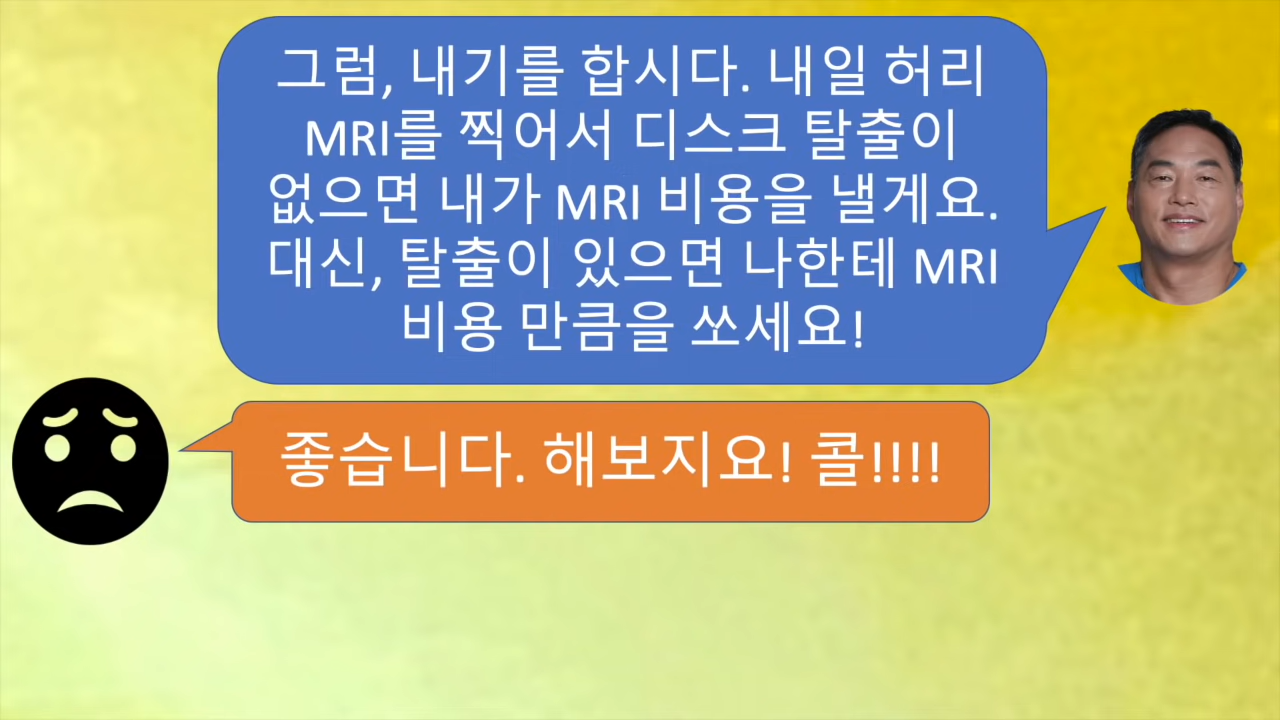 그럼, 내기를 합시다. 내일 허리
MRI를 찍어서 디스크 탈출이
없으면 내가 MRI 비용을 낼게요.
대신, 탈출이 있으면 나한테 MRI
비용 만큼을 쏘세요!
좋습니다. 해보지요! 콜!!!!